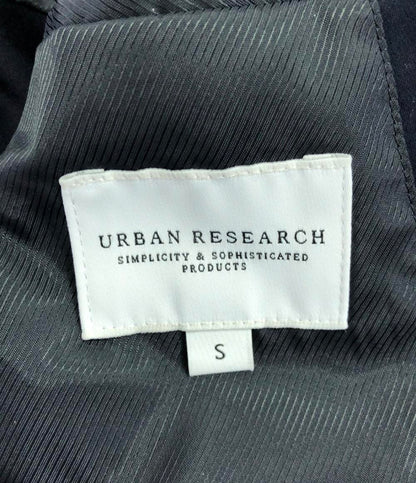 URBAN RESEARCH
SIMPLICITY & SOPHISTICATED
PRODUCTS
S